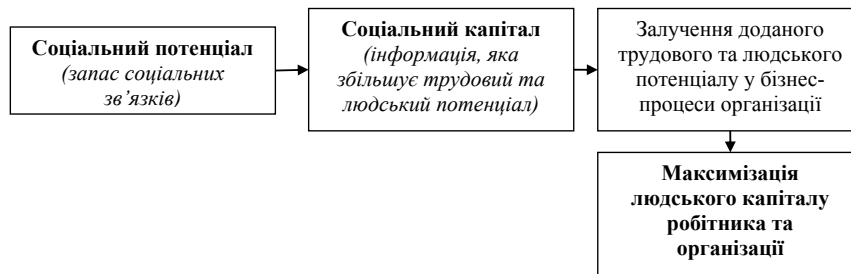 Соціальний потенціал
(запас соціальних
зв’язків)
Соціальний капітал
(інформація, яка
збільшує трудовий та
людський потенціал)
Залучення доданого
трудового та людського
потенціалу у бізнес-
процеси організації
Максимізація
людського капіталу
робітника та
організації